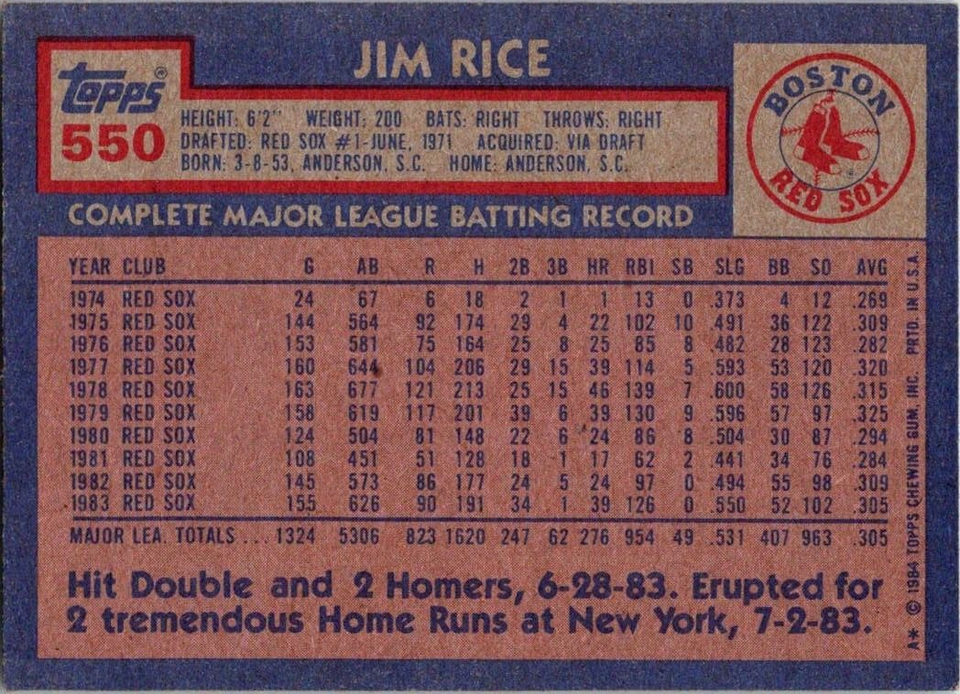 JIM RICE
Topps®
550
HEIGHT: 6'2" WEIGHT: 200 BATS: RIGHT THROWS: RIGHT
DRAFTED: RED SOX #1-JUNE, 1971 ACQUIRED: VIA DRAFT
BORN: 3-8-53, ANDERSON, S.C. HOME: ANDERSON, S.C.
BOSTON
RED SOX
COMPLETE MAJOR LEAGUE BATTING RECORD
YEAR CLUB G AB R H 2B 3B HR RBI SB SLG BB SO AVG
1974 RED SOX 24 67 6 18 2 1 1 13 0 .373 4 12 .269
1975 RED SOX 144 564 92 174 29 4 22 102 10 .491 36 122 .309
1976 RED SOX 153 581 75 164 25 8 25 85 8 .482 28 123 .282
1977 RED SOX 160 644 104 206 29 15 39 114 5 .593 53 120 .320
1978 RED SOX 163 677 121 213 25 15 46 139 7 .600 58 126 .315
1979 RED SOX 158 619 117 201 39 6 39 130 9 .596 57 97 .325
1980 RED SOX 124 504 81 148 22 6 24 86 8 .504 30 87 .294
1981 RED SOX 108 451 51 128 18 1 17 62 2 .441 34 76 .284
1982 RED SOX 145 573 86 177 24 5 24 97 0 .494 55 98 .309
1983 RED SOX 155 626 90 191 34 1 39 126 0 .550 52 102 .305
MAJOR LEA. TOTALS ... 1324 5306 823 1620 247 62 276 954 49 .531 407 963 .305
Hit Double and 2 Homers, 6-28-83. Erupted for
2 tremendous Home Runs at New York, 7-2-83.
A* © 1984 TOPPS CHEWING GUM, INC. PRTD. IN U.S.A.